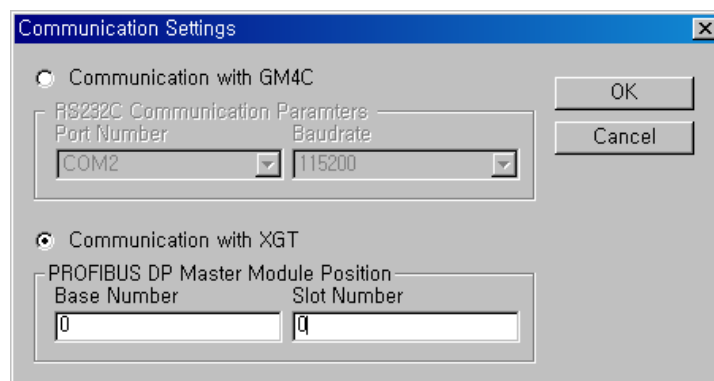 Communication Settings
Communication with GM4C
OK
RS232C Communication Paramters
Port Number Baudrate
Cancel
COM2 115200
Communication with XGT
PROFIBUS DP Master Module Position
Base Number Slot Number
0 0